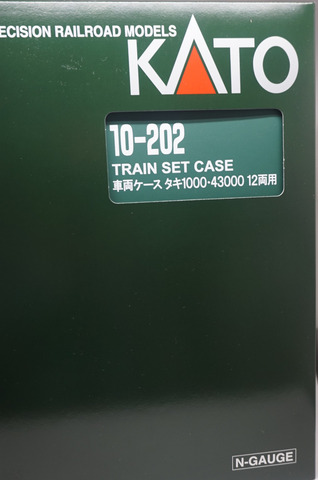 ECISION RAILROAD MODELS
KATO
10-202
TRAIN SET CASE
車両ケース タキ1000・43000 12両用
N-GAUGE